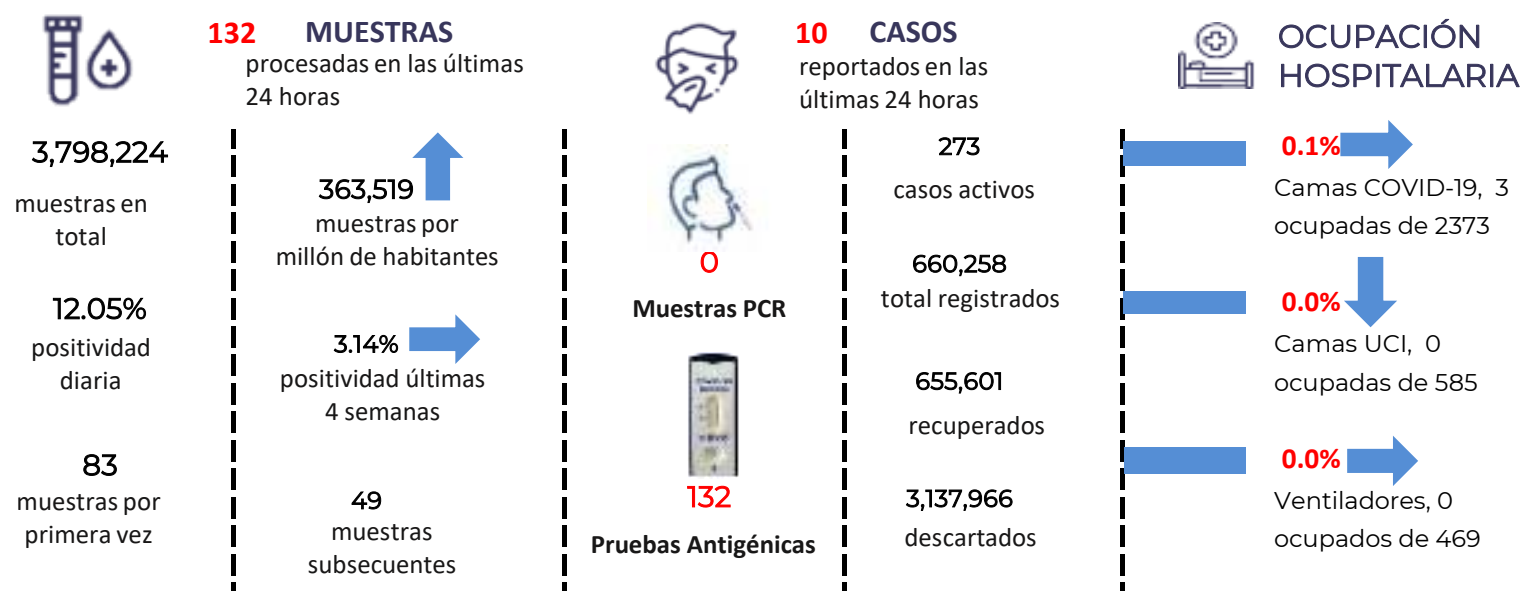 132 MUESTRAS
procesadas en las últimas
24 horas
10 CASOS
reportados en las
últimas 24 horas
OCUPACIÓN
HOSPITALARIA
3,798,224
muestras en
total
12.05%
positividad
diaria
83
muestras por
primera vez
363,519
muestras por
millón de habitantes
3.14%
positividad últimas
4 semanas
49
muestras
subsecuentes
0
Muestras PCR
132
Pruebas Antigénicas
273
casos activos
660,258
total registrados
655,601
recuperados
3,137,966
descartados
0.1%
Camas COVID-19, 3
ocupadas de 2373
0.0%
Camas UCI, 0
ocupadas de 585
0.0%
Ventiladores, 0
ocupados de 469